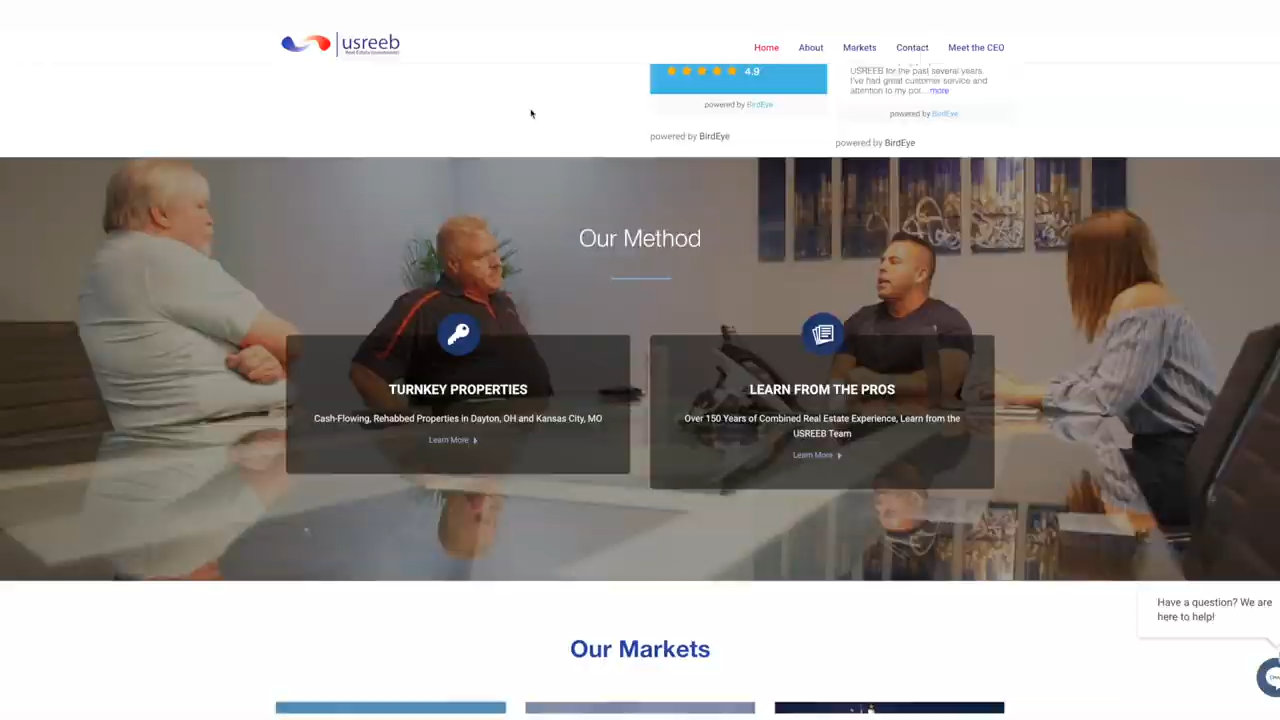 usreeb
Real Estate Investments
Home
About
Markets
Contact
Meet the CEO
4.9
powered by BirdEye
powered by BirdEye
USREEB for the past several years.
I've had great customer service and
attention to my por... more
powered by BirdEye
powered by BirdEye
Our Method
TURNKEY PROPERTIES
Cash-Flowing, Rehabbed Properties in Dayton, OH and Kansas City, MO
Learn More
LEARN FROM THE PROS
Over 150 Years of Combined Real Estate Experience, Learn from the
USREEB Team
Learn More
Have a question? We are
here to help!
Our Markets